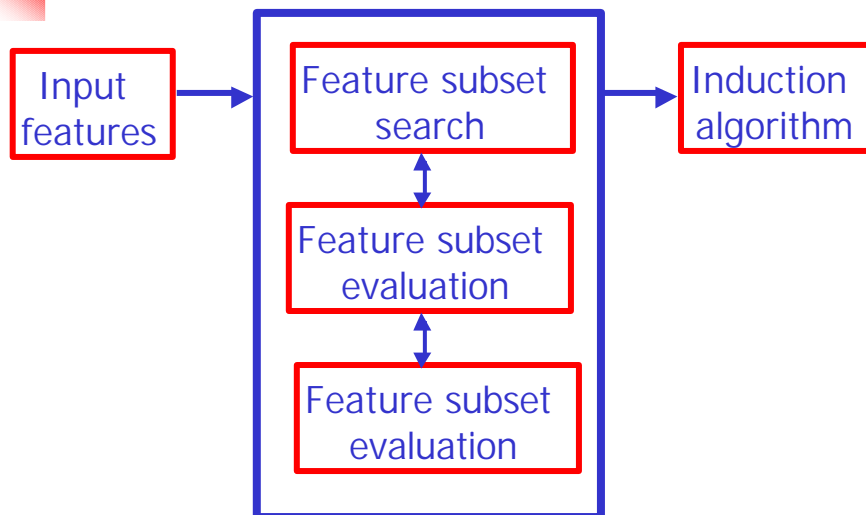 Input
features
Feature subset
search
Feature subset
evaluation
Feature subset
evaluation
Induction
algorithm